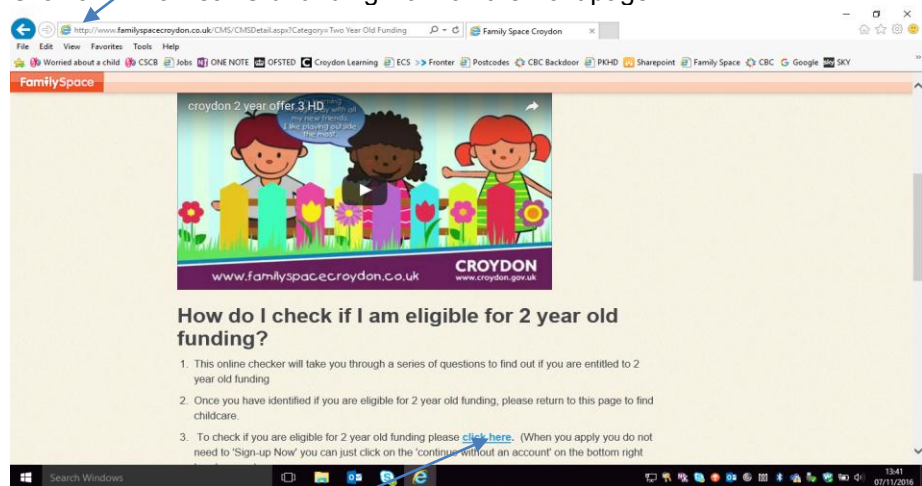 http://www.familyspacecroydon.co.uk/CMS/CMSDetail.aspx?Category=Two Year Old Funding
Family Space Croydon
File Edit View Favorites Tools Help
Worried about a child CSCB Jobs ONE NOTE OFSTED Croydon Learning ECS >> Fronter Postcodes CBC Backdoor PKHD Sharepoint Family Space CBC Google SKY
FamilySpace
croydon 2 year offer 3 HD
my new friends.
I like playing outside
the most.
www.familyspacecroydon.co.uk
CROYDON
www.croydon.gov.uk
How do I check if I am eligible for 2 year old
funding?
1. This online checker will take you through a series of questions to find out if you are entitled to 2
year old funding
2. Once you have identified if you are eligible for 2 year old funding, please return to this page to find
childcare.
3. To check if you are eligible for 2 year old funding please click here. (When you apply you do not
need to 'Sign-up Now' you can just click on the 'continue without an account' on the bottom right
Search Windows
13:41
07/11/2016